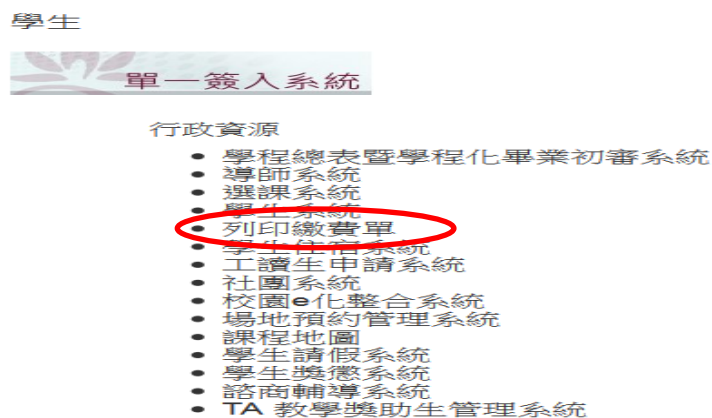 學生
單一簽入系統
行政資源
學程總表暨學程化畢業初審系統
導師系統
選課系統
學生系統
列印繳費單
學生住宿系統
工讀生申請系統
社團系統
校園e化整合系統
場地預約管理系統
課程地圖
學生請假系統
學生獎懲系統
諮商輔導系統
TA 教學獎助生管理系統